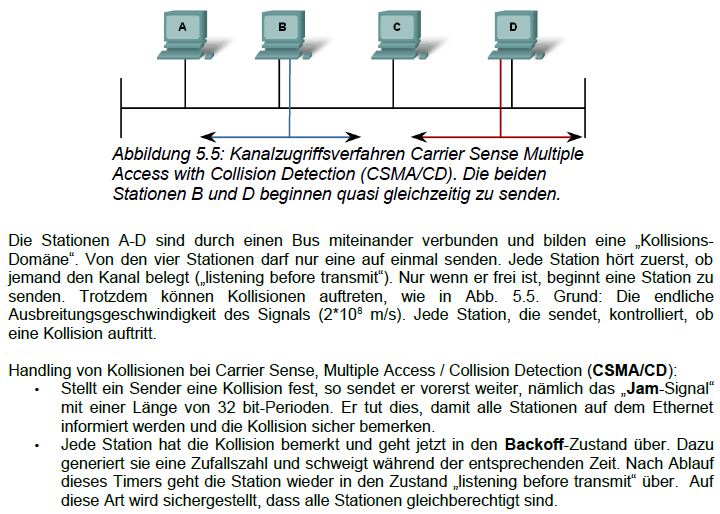 A B C D
Abbildung 5.5: Kanalzugriffsverfahren Carrier Sense Multiple
Access with Collision Detection (CSMA/CD). Die beiden
Stationen B und D beginnen quasi gleichzeitig zu senden.
Die Stationen A-D sind durch einen Bus miteinander verbunden und bilden eine „Kollisions-
Domäne“. Von den vier Stationen darf nur eine auf einmal senden. Jede Station hört zuerst, ob
jemand den Kanal belegt („listening before transmit“). Nur wenn er frei ist, beginnt eine Station zu
senden. Trotzdem können Kollisionen auftreten, wie in Abb. 5.5. Grund: Die endliche
Ausbreitungsgeschwindigkeit des Signals (2*10⁸ m/s). Jede Station, die sendet, kontrolliert, ob
eine Kollision auftritt.
Handling von Kollisionen bei Carrier Sense, Multiple Access / Collision Detection (CSMA/CD):
• Stellt ein Sender eine Kollision fest, so sendet er vorerst weiter, nämlich das „Jam-Signal“
mit einer Länge von 32 bit-Perioden. Er tut dies, damit alle Stationen auf dem Ethernet
informiert werden und die Kollision sicher bemerken.
• Jede Station hat die Kollision bemerkt und geht jetzt in den Backoff-Zustand über. Dazu
generiert sie eine Zufallszahl und schweigt während der entsprechenden Zeit. Nach Ablauf
dieses Timers geht die Station wieder in den Zustand „listening before transmit“ über. Auf
diese Art wird sichergestellt, dass alle Stationen gleichberechtigt sind.